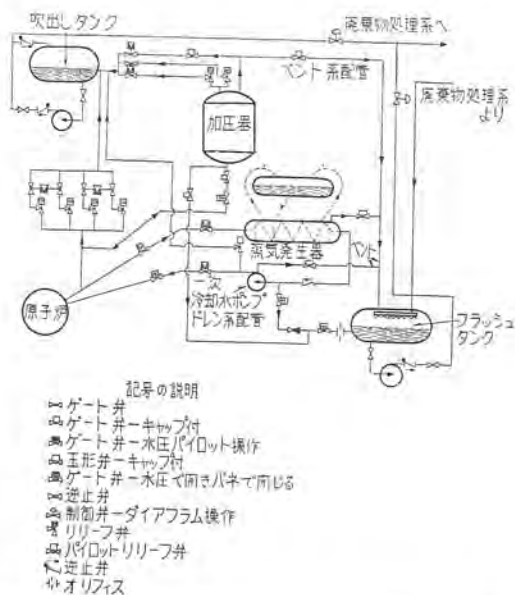 吹出しタンク
廃棄物処理系へ
ベント系配管
加圧器
廃棄物処理系
より
蒸気発生器
ベント
一次
冷却水ポンプ
ドレン系配管
原子炉
フラッシュ
タンク
記号の説明
ゲート弁
ゲート弁ーキャップ付
ゲート弁ー水圧パイロット操作
玉形弁ーキャップ付
ゲート弁ー水圧で開きバネで閉じる
逆止弁
制御弁ーダイアフラム操作
リリーフ弁
パイロットリリーフ弁
逆止弁
オリフィス